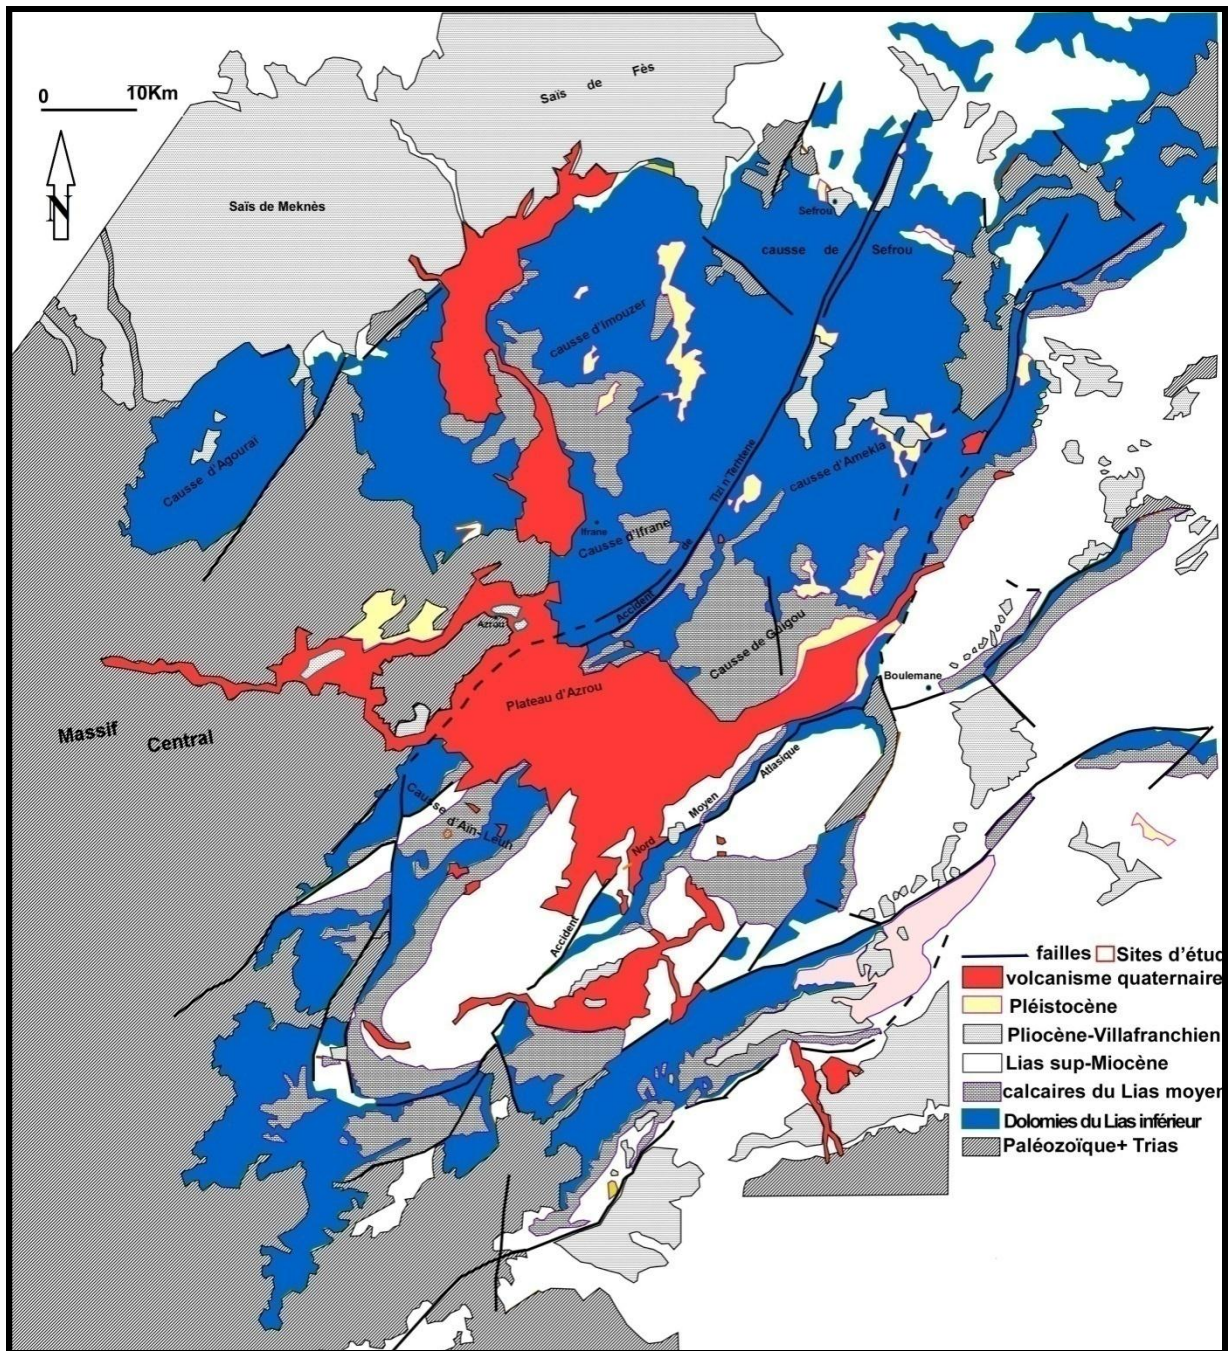 0 10Km
N
Saïs de Fès
Saïs de Meknès
Sefrou
causse de Sefrou
causse d'Imouzer
Causse d'Agouraï
causse d'Amekla
Tizi n'Terhtene
de
Accident
Ifrane
Causse d'Ifrane
Azrou
Causse de Guigou
Plateau d'Azrou
Boulemane
Massif Central
Causse d'Aïn-Leuh
Accident Nord Moyen Atlasique
failles Sites d'étud
volcanisme quaternaire
Pléistocène
Pliocène-Villafranchien
Lias sup-Miocène
calcaires du Lias moyen
Dolomies du Lias inférieur
Paléozoïque+ Trias